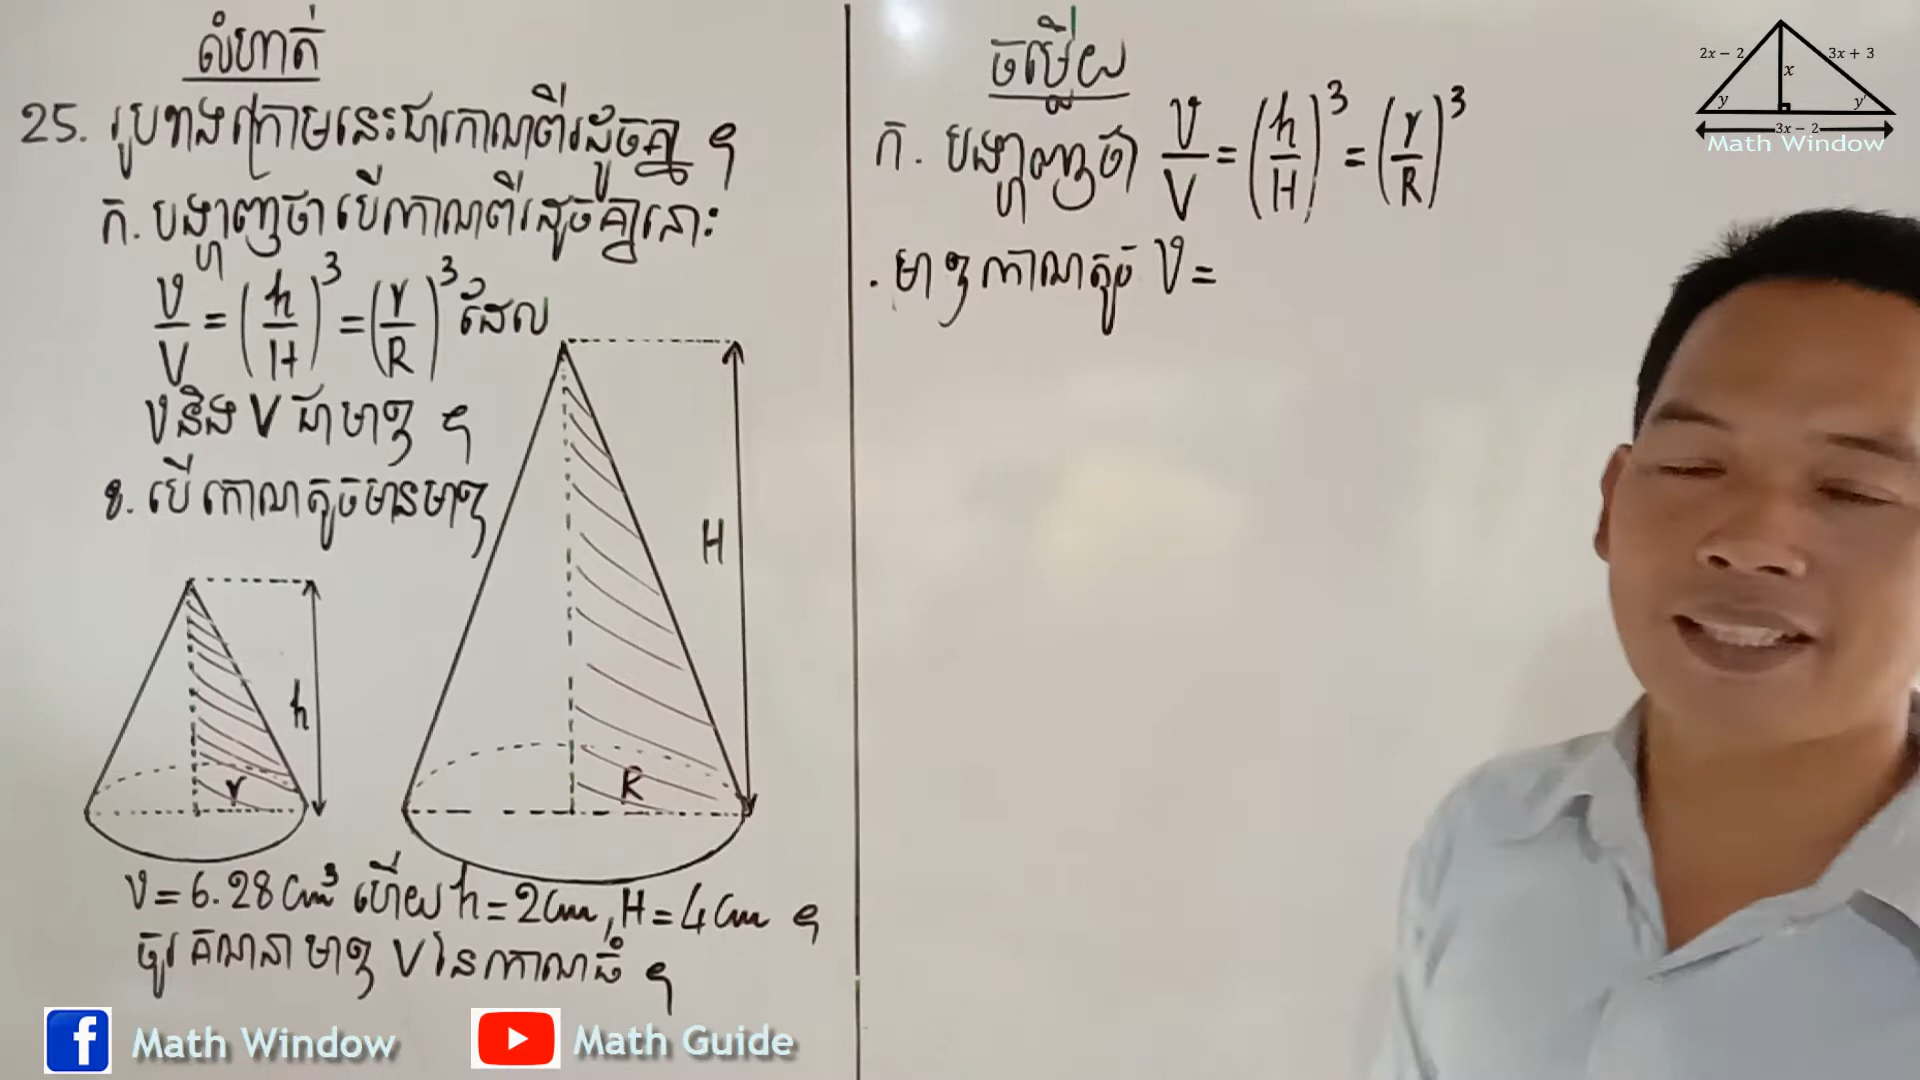 លំហាត់
25. រូបខាងក្រោមនេះជាកោណពីរដូចគ្នា ។
ក. បង្ហាញថា បើកោណពីរដូចគ្នានោះ
v/V = (h/H)^3 = (r/R)^3 ដែល
v និង V ជាមាឌ ។
ខ. បើកោណតូចមានមាឌ
H
h
r
R
v = 6.28 cm³ ហើយ h = 2cm, H = 4cm ។
ចូរគណនាមាឌ V នៃកោណធំ ។
ចម្លើយ
ក. បង្ហាញថា v/V = (h/H)^3 = (r/R)^3
. មាឌកោណតូច v =
2x − 2
3x + 3
x
y
y'
3x − 2
Math Window
Math Window
Math Guide